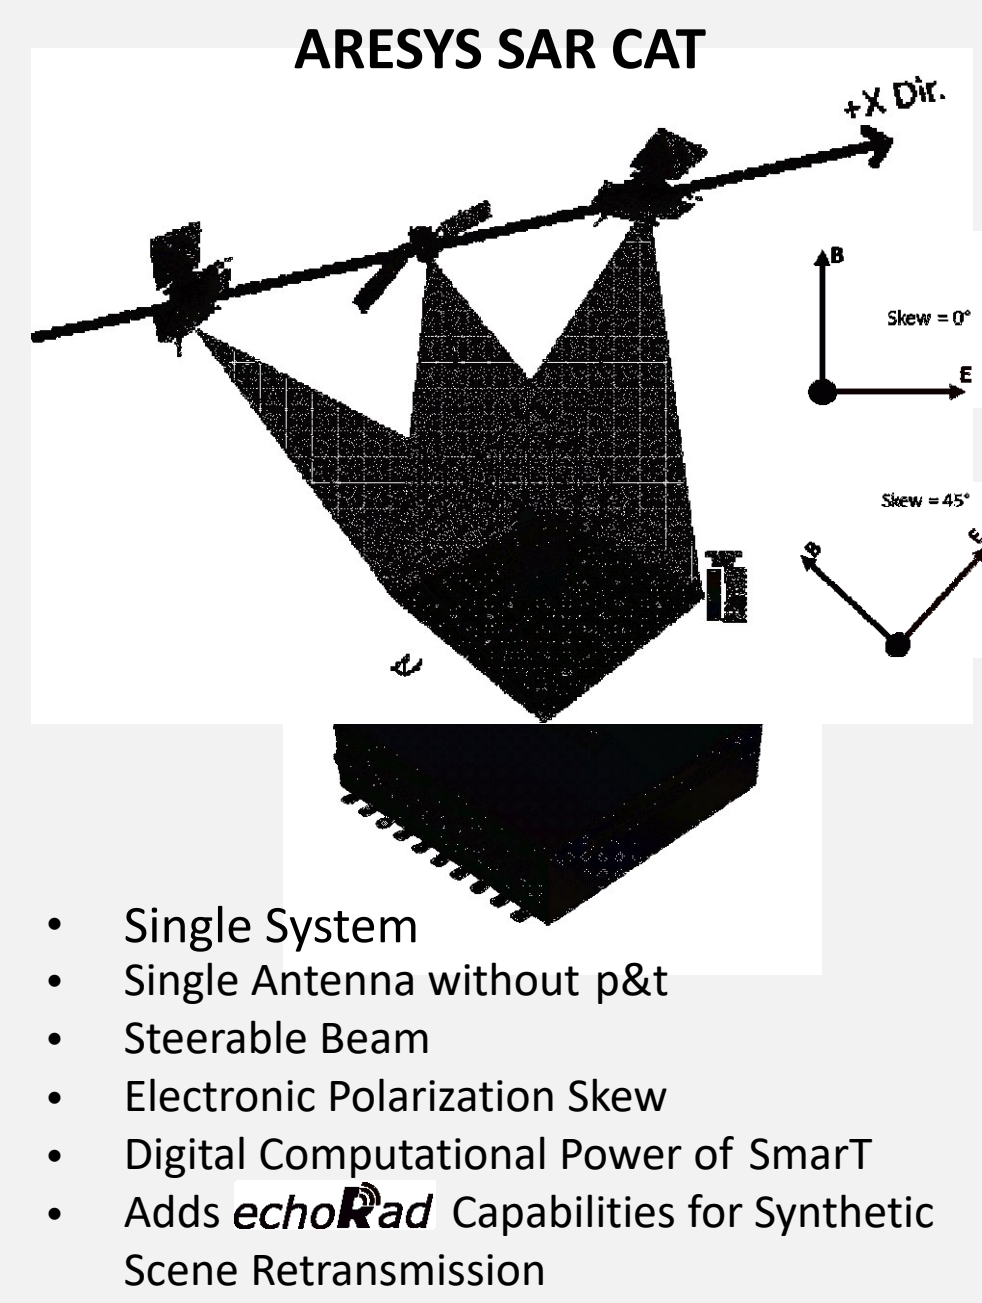 ARESYS SAR CAT
+X Dir.
B
Skew = 0°
E
Skew = 45°
B
E
• Single System
• Single Antenna without p&t
• Steerable Beam
• Electronic Polarization Skew
• Digital Computational Power of SmarT
• Adds echoRad Capabilities for Synthetic
Scene Retransmission